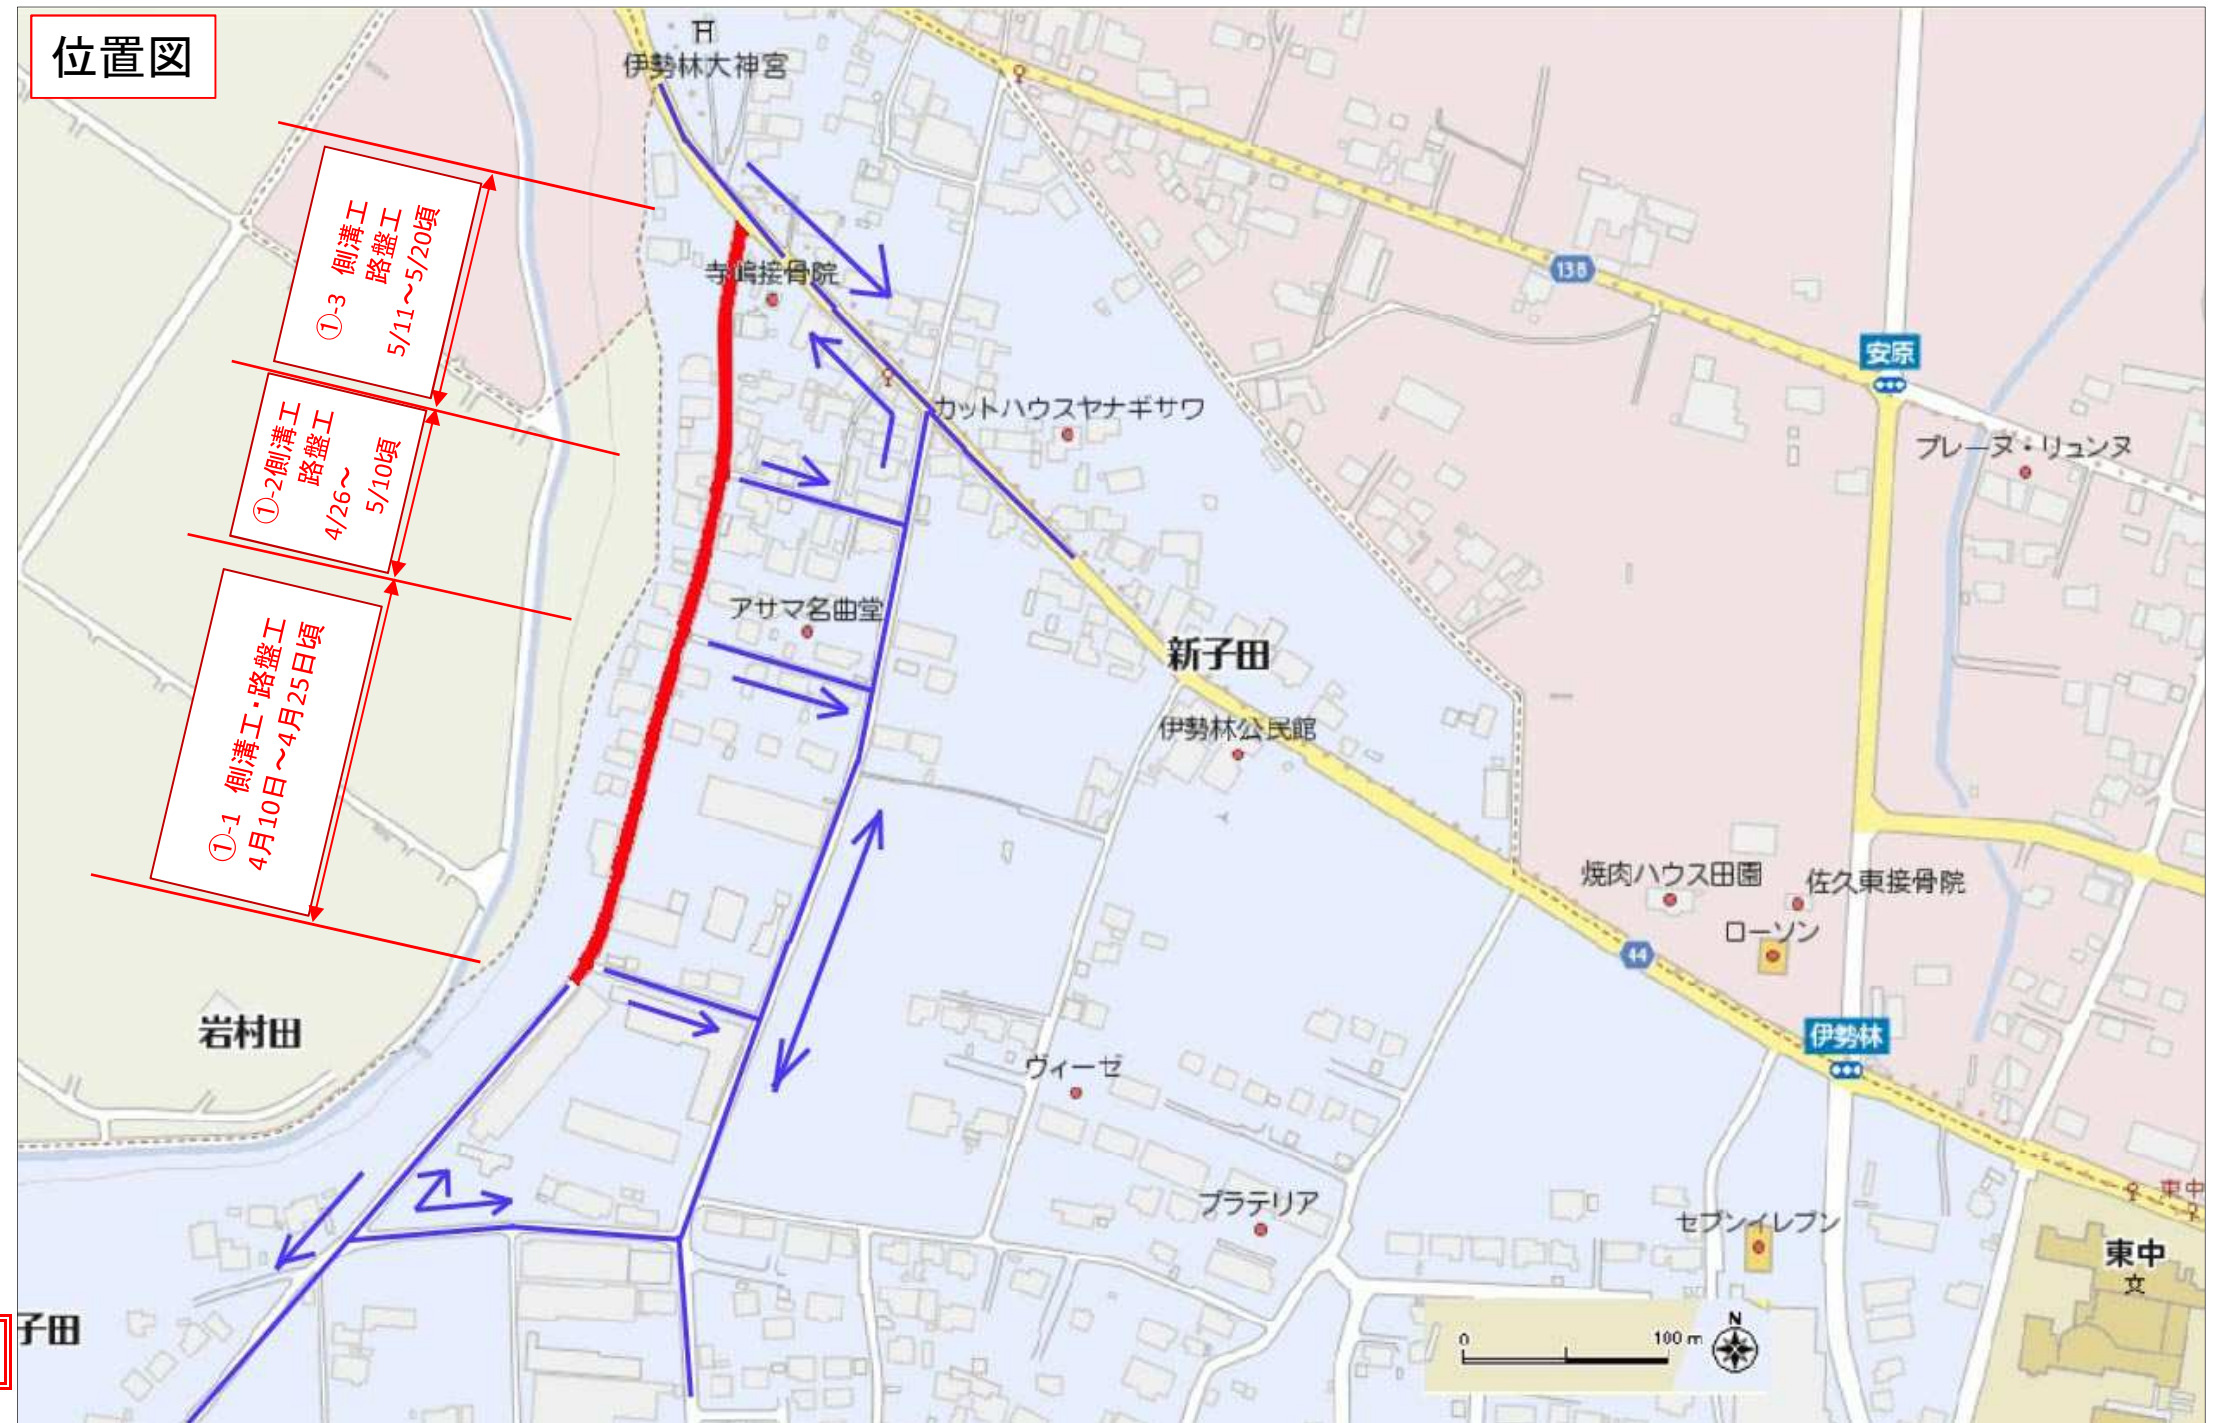 位置図
伊勢林大神宮
①-3 側溝工
路盤工
5/11～5/20頃
寺嶋接骨院
138
安原
①-2側溝工
路盤工
4/26～
5/10頃
カットハウスヤナギサワ
ブレーヌ・リュンヌ
アサマ名曲堂
新子田
①-1 側溝工・路盤工
4月10日～4月25日頃
伊勢林公民館
焼肉ハウス田園
佐久東接骨院
ローソン
44
岩村田
伊勢林
ヴィーゼ
プラテリア
セブンイレブン
東中
東中
文
子田
0 100 m
N